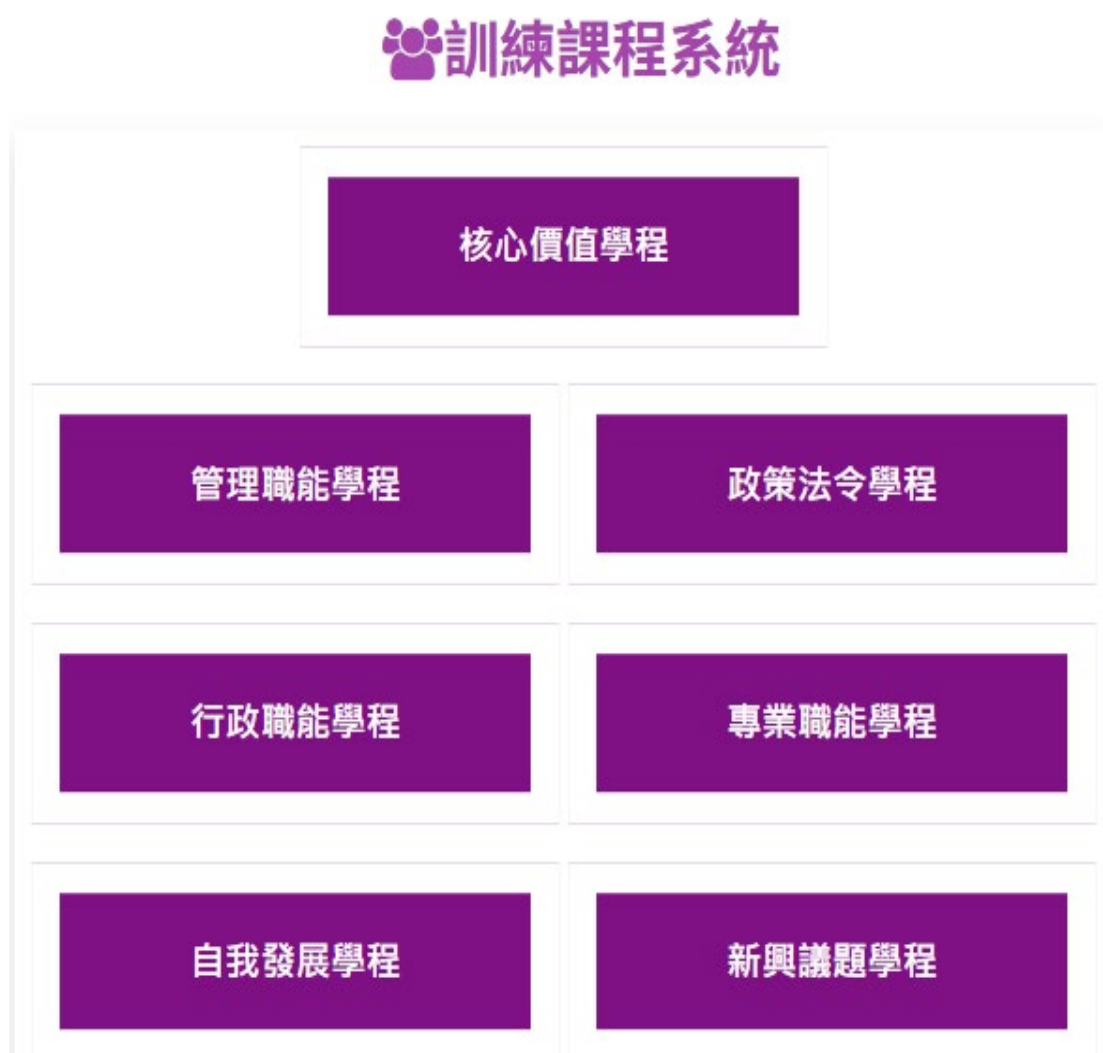 訓練課程系統
核心價值學程
管理職能學程
政策法令學程
行政職能學程
專業職能學程
自我發展學程
新興議題學程